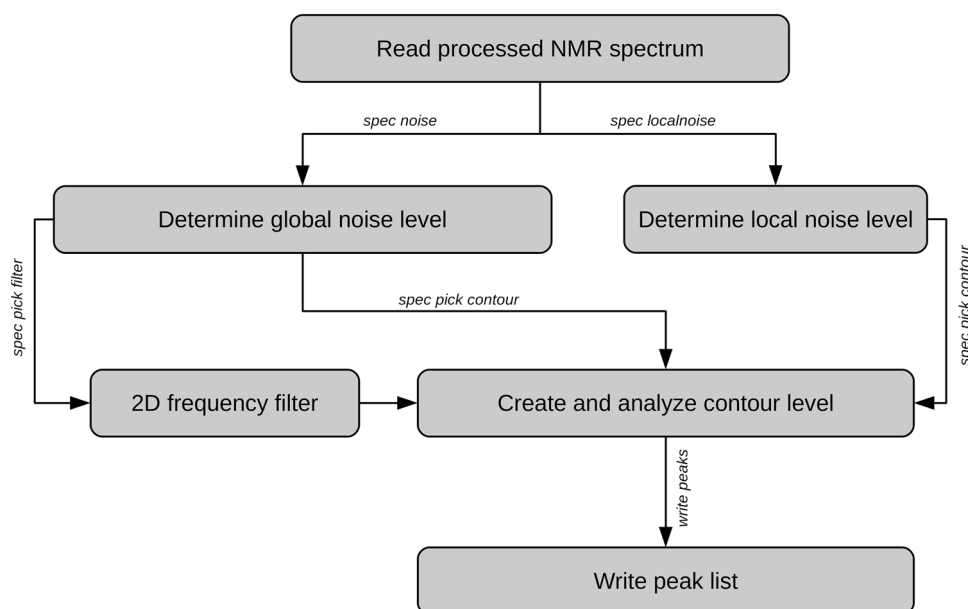 Read processed NMR spectrum
spec noise
spec localnoise
Determine global noise level
Determine local noise level
spec pick filter
spec pick contour
spec pick contour
2D frequency filter
Create and analyze contour level
write peaks
Write peak list